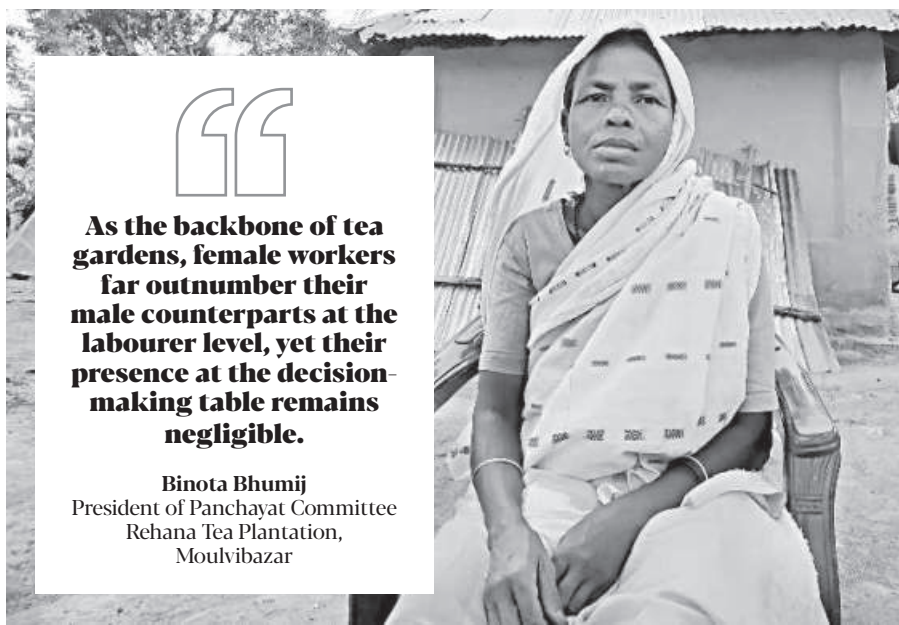 As the backbone of tea
gardens, female workers
far outnumber their
male counterparts at the
labourer level, yet their
presence at the decision-
making table remains
negligible.
Binota Bhumij
President of Panchayat Committee
Rehana Tea Plantation,
Moulvibazar